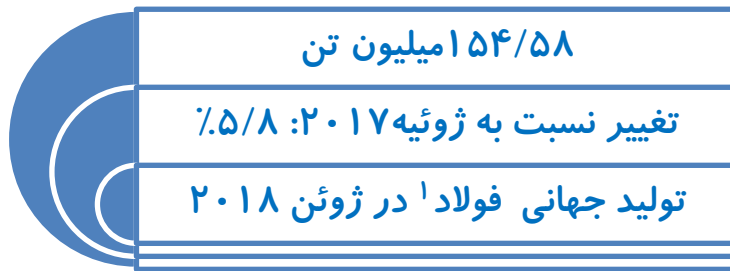 ۱۵۴/۵۸میلیون تن
تغییر نسبت به ژوئیه۲۰۱۷: ۵/۸٪
تولید جهانی فولاد۱ در ژوئن ۲۰۱۸